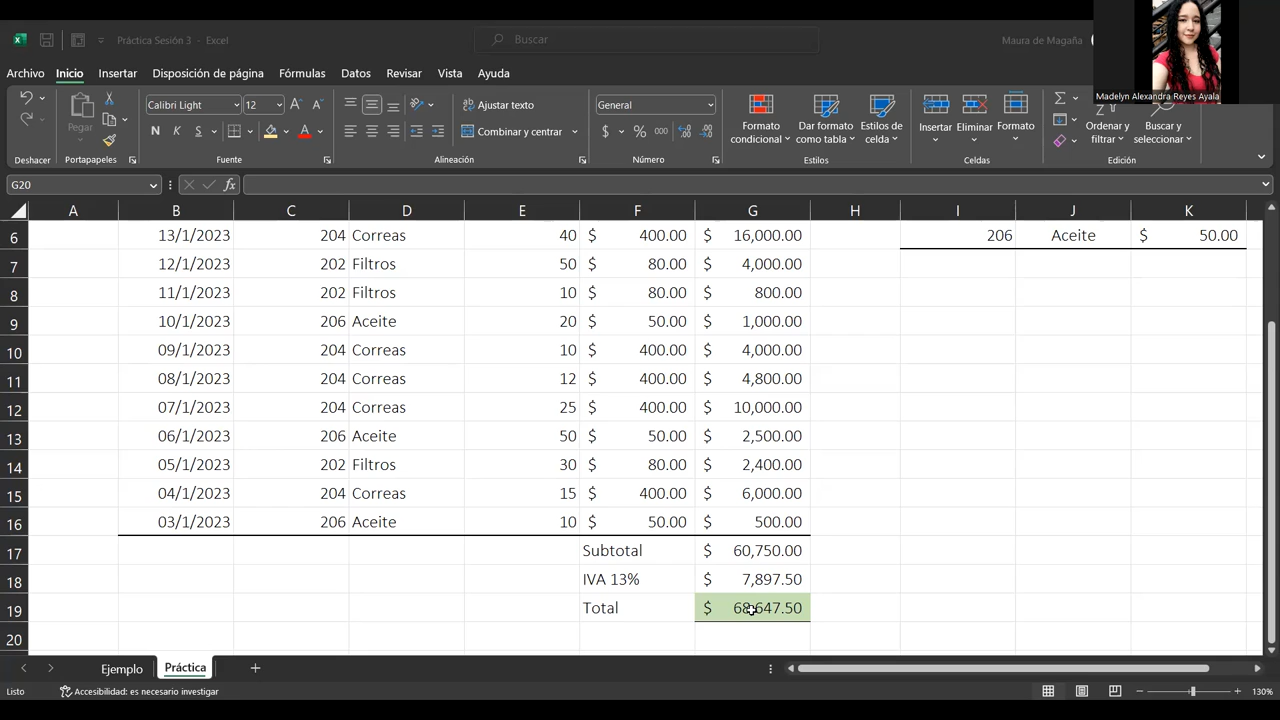 Práctica Sesión 3 - Excel
Buscar
Maura de Magaña
Madelyn Alexandra Reyes Ayala
Archivo Inicio Insertar Disposición de página Fórmulas Datos Revisar Vista Ayuda
Pegar
Calibri Light 12
N K S
Ajustar texto
Combinar y centrar
General
$ % 000
Formato condicional
Dar formato como tabla
Estilos de celda
Insertar
Eliminar
Formato
Ordenar y filtrar
Buscar y seleccionar
Deshacer Portapapeles Fuente Alineación Número Estilos Celdas Edición
G20 fx
A B C D E F G H I J K
6 13/1/2023 204 Correas 40 $ 400.00 $ 16,000.00 206 Aceite $ 50.00
7 12/1/2023 202 Filtros 50 $ 80.00 $ 4,000.00
8 11/1/2023 202 Filtros 10 $ 80.00 $ 800.00
9 10/1/2023 206 Aceite 20 $ 50.00 $ 1,000.00
10 09/1/2023 204 Correas 10 $ 400.00 $ 4,000.00
11 08/1/2023 204 Correas 12 $ 400.00 $ 4,800.00
12 07/1/2023 204 Correas 25 $ 400.00 $ 10,000.00
13 06/1/2023 206 Aceite 50 $ 50.00 $ 2,500.00
14 05/1/2023 202 Filtros 30 $ 80.00 $ 2,400.00
15 04/1/2023 204 Correas 15 $ 400.00 $ 6,000.00
16 03/1/2023 206 Aceite 10 $ 50.00 $ 500.00
17 Subtotal $ 60,750.00
18 IVA 13% $ 7,897.50
19 Total $ 68,647.50
20
Ejemplo Práctica
Listo Accesibilidad: es necesario investigar 130%